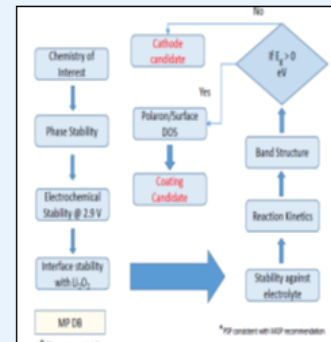 No
Chemistry of
Interest
Cathode
candidate
If Eg > 0
eV
Yes
Phase Stability
Polaron/Surface
DOS
Band Structure
Electrochemical
Stability @ 2.9 V
Coating
Candidate
Reaction Kinetics
Interface stability
with Li2O2
Stability against
electrolyte
MP DB
consistent with
recommendation